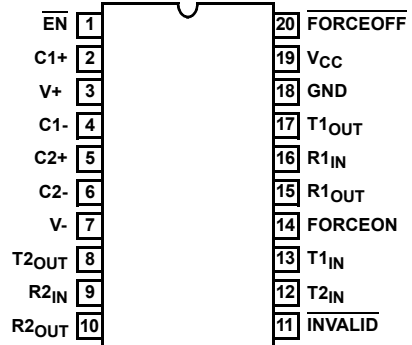 EN 1 20 FORCEOFF
C1+ 2 19 VCC
V+ 3 18 GND
C1- 4 17 T1OUT
C2+ 5 16 R1IN
C2- 6 15 R1OUT
V- 7 14 FORCEON
T2OUT 8 13 T1IN
R2IN 9 12 T2IN
R2OUT 10 11 INVALID